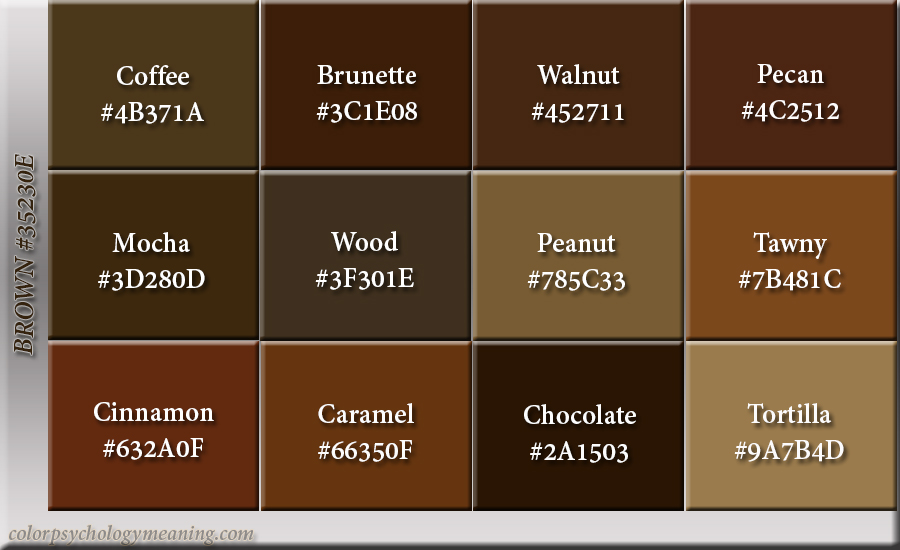 BROWN #35230E
Coffee
#4B371A
Brunette
#3C1E08
Walnut
#452711
Pecan
#4C2512
Mocha
#3D280D
Wood
#3F301E
Peanut
#785C33
Tawny
#7B481C
Cinnamon
#632A0F
Caramel
#66350F
Chocolate
#2A1503
Tortilla
#9A7B4D
colorpsychologymeaning.com